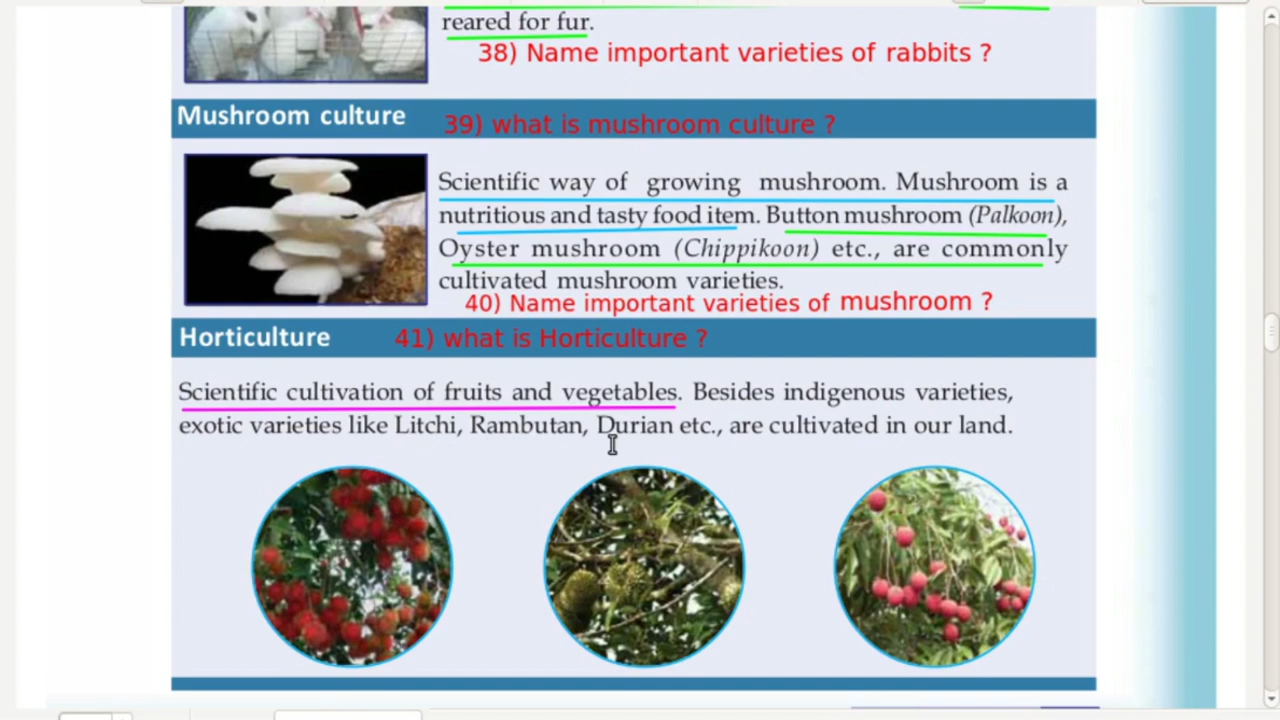 reared for fur.
38) Name important varieties of rabbits ?
Mushroom culture 39) what is mushroom culture ?
Scientific way of growing mushroom. Mushroom is a
nutritious and tasty food item. Button mushroom (Palkoon),
Oyster mushroom (Chippikoon) etc., are commonly
cultivated mushroom varieties.
40) Name important varieties of mushroom ?
Horticulture 41) what is Horticulture ?
Scientific cultivation of fruits and vegetables. Besides indigenous varieties,
exotic varieties like Litchi, Rambutan, Durian etc., are cultivated in our land.